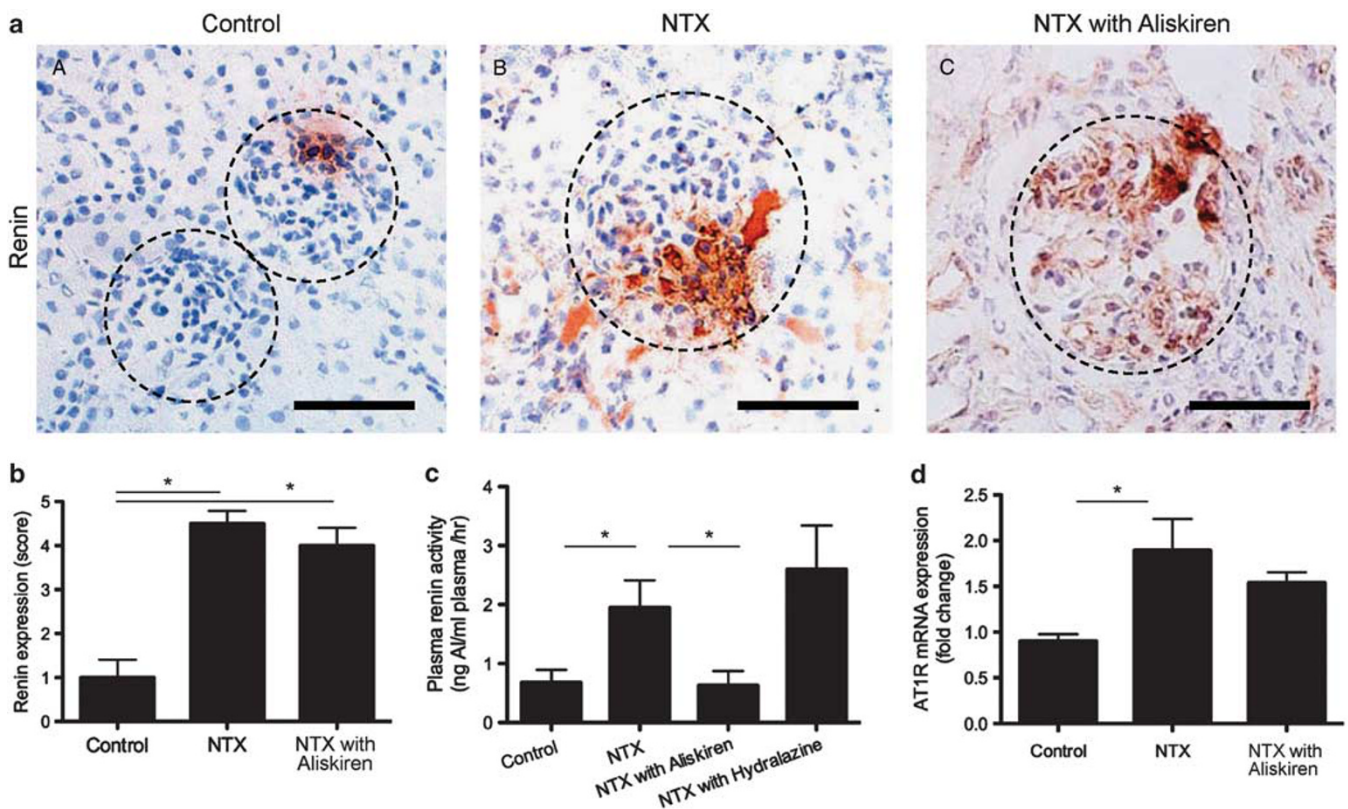 a
Control
NTX
NTX with Aliskiren
Renin
A
B
C
b
Renin expression (score)
5
4
3
2
1
0
*
*
Control
NTX
NTX with
Aliskiren
c
Plasma renin activity
(ng AI/ml plasma /hr)
4
3
2
1
0
*
*
Control
NTX
NTX with Aliskiren
NTX with Hydralazine
d
AT1R mRNA expression
(fold change)
2.5
2.0
1.5
1.0
0.5
0.0
*
Control
NTX
NTX with
Aliskiren